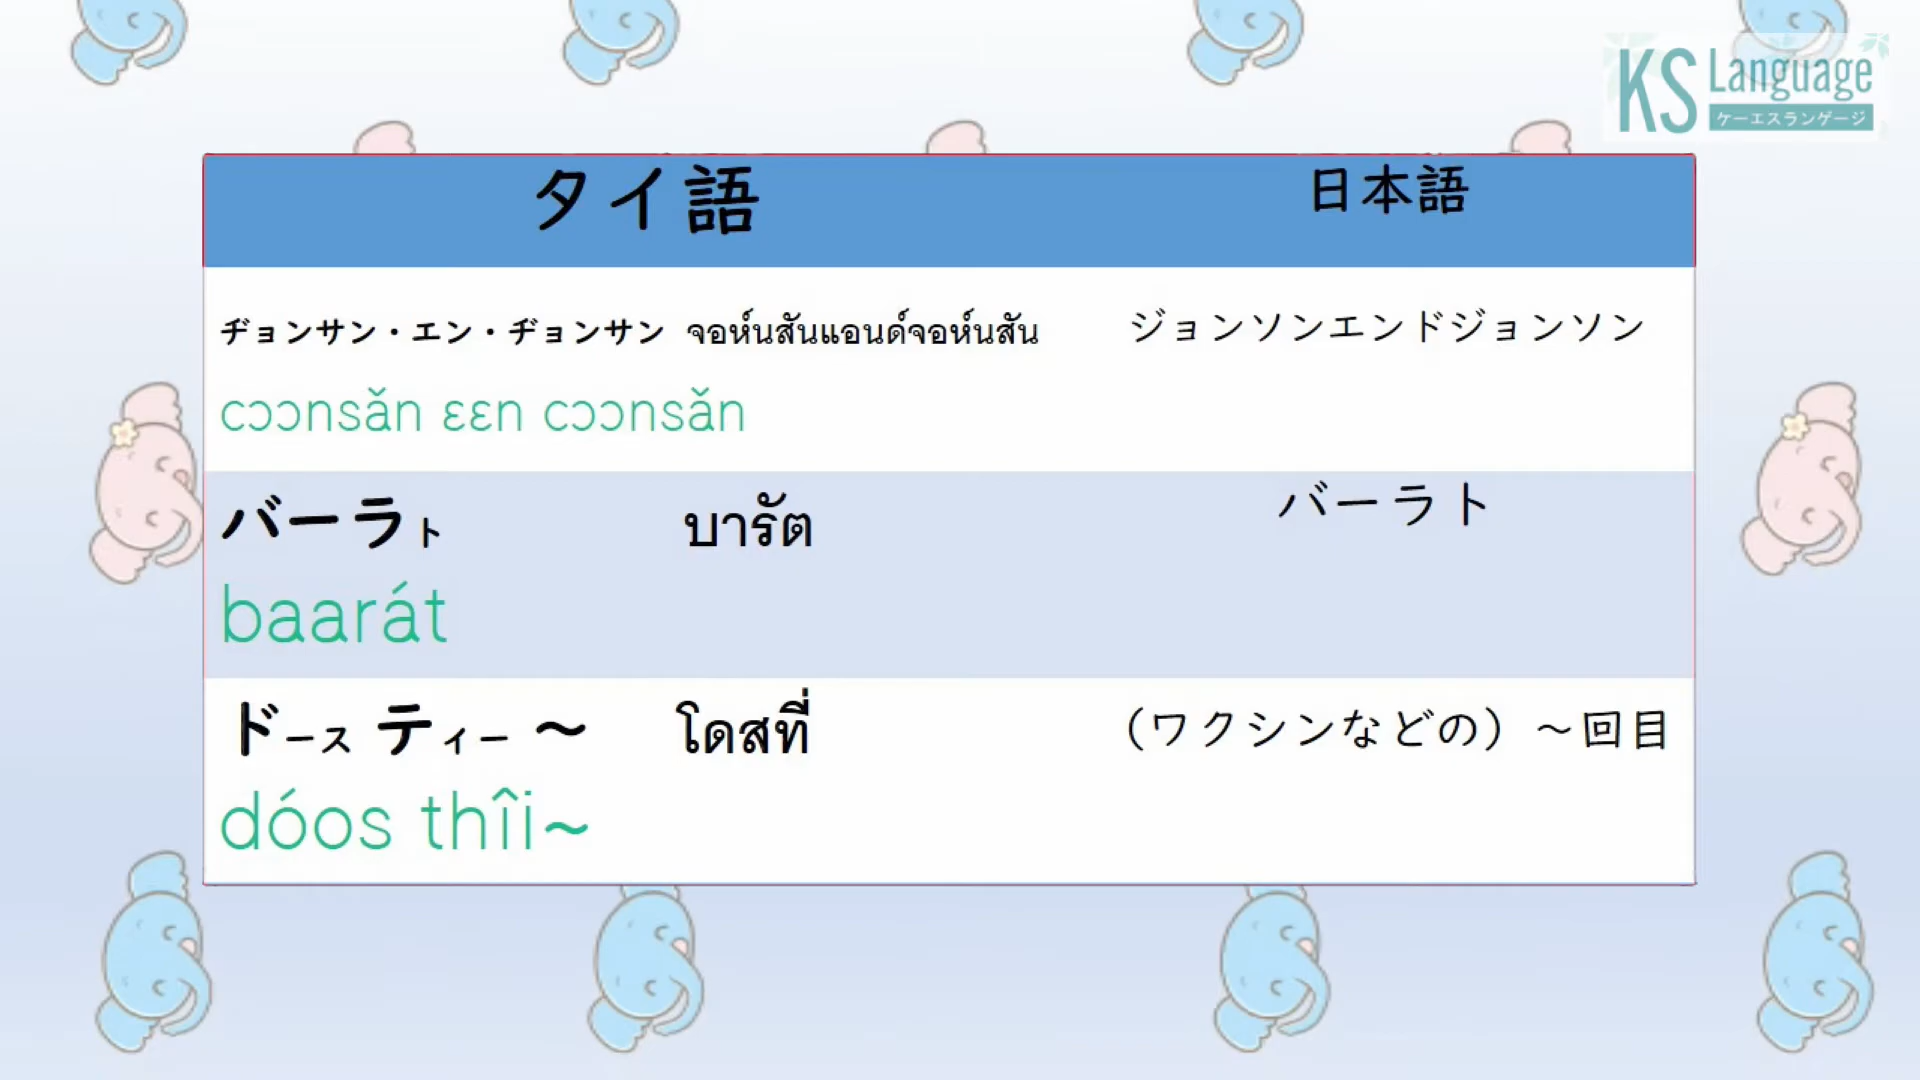 KS Language
ケーエスランゲージ
タイ語 日本語
ヂョンサン・エン・ヂョンサン จอห์นสันแอนด์จอห์นสัน ジョンソンエンドジョンソン
cɔɔnsǎn ɛɛn cɔɔnsǎn
バーラト บารัต バーラト
baarát
ドース ティー ～ โดสที่ （ワクシンなどの）～回目
dóos thîi~